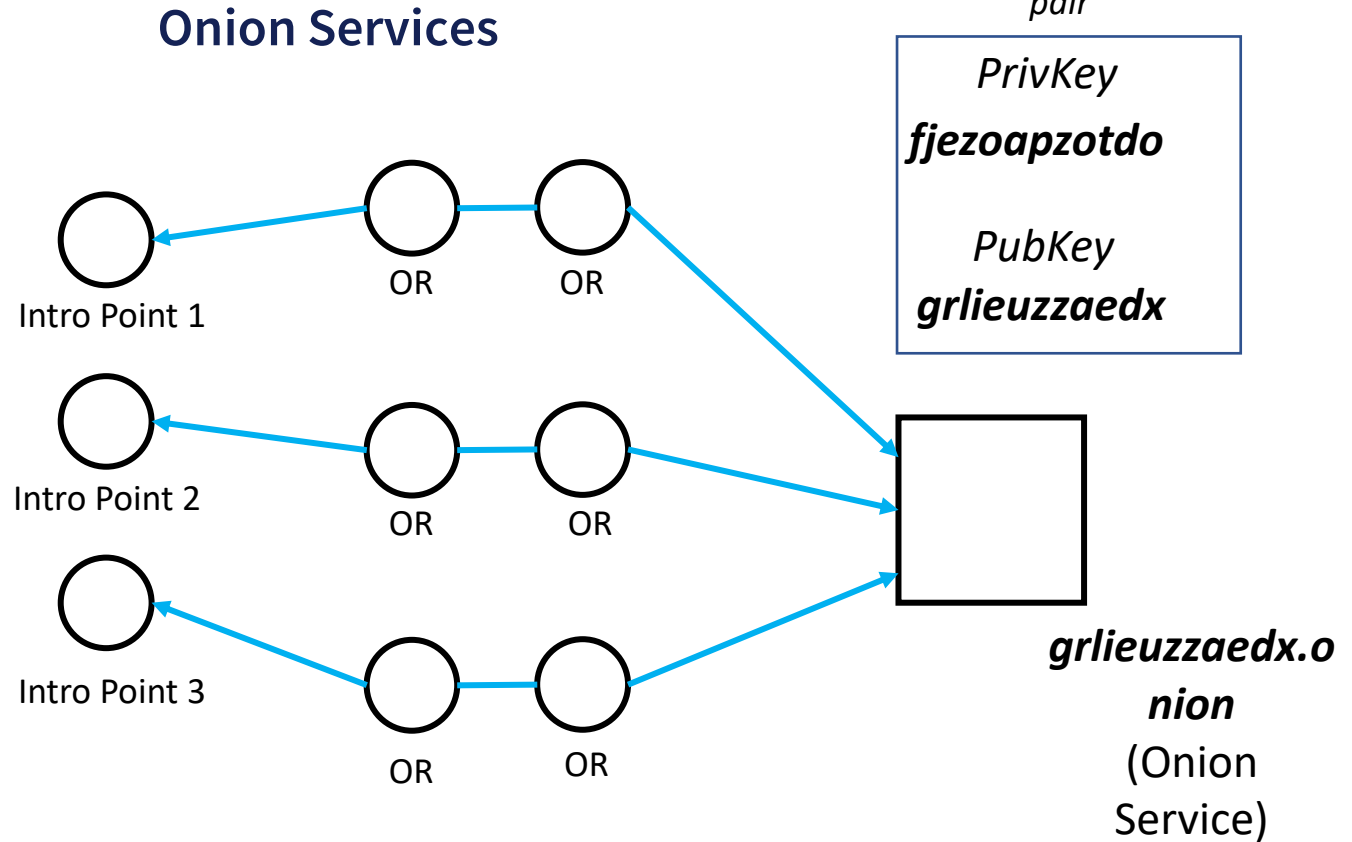 pair
Onion Services
PrivKey
fjezoapzotdo
PubKey
grlieuzzaedx
OR
OR
Intro Point 1
Intro Point 2
OR
OR
Intro Point 3
OR
OR
grlieuzzaedx.o
nion
(Onion
Service)